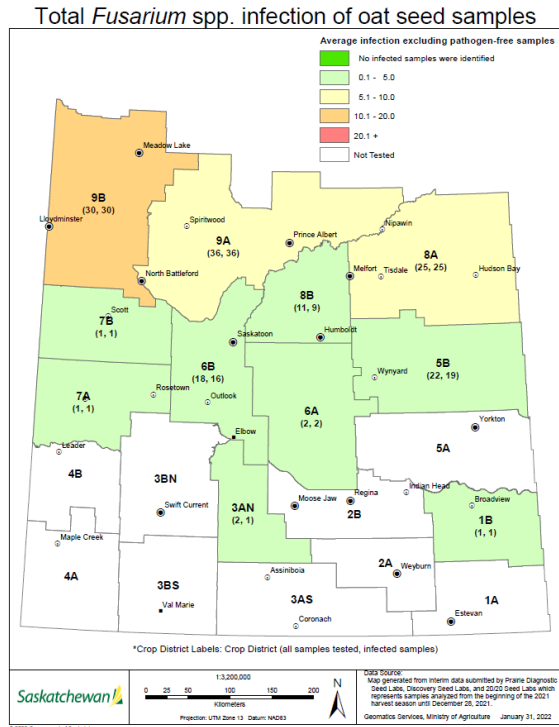 Total Fusarium spp. infection of oat seed samples
Average infection excluding pathogen-free samples
No infected samples were identified
0.1 - 5.0
5.1 - 10.0
10.1 - 20.0
20.1 +
Not Tested
Meadow Lake
9B
(30, 30)
Lloydminster
Spiritwood
9A
(36, 36)
Prince Albert
Nipawin
8A
(25, 25)
North Battleford
Melfort
Tisdale
Hudson Bay
Scott
7B
(1, 1)
8B
(11, 9)
Saskatoon
Humboldt
6B
(18, 16)
5B
(22, 19)
Wynyard
7A
(1, 1)
Rosetown
Outlook
6A
(2, 2)
Yorkton
Elbow
5A
Leader
4B
3BN
Swift Current
3AN
(2, 1)
Moose Jaw
Regina
2B
Indian Head
Broadview
1B
(1, 1)
Maple Creek
4A
3BS
Val Marie
Assiniboia
3AS
Coronach
2A
Weyburn
1A
Estevan
*Crop District Labels: Crop District (all samples tested, infected samples)
Saskatchewan
1:3,200,000
0 25 50 100 150 200
Kilometers
Projection: UTM Zone 13 Datum: NAD83
N
Data Source:
Map generated from interim data submitted by Prairie Diagnostic
Seed Labs, Discovery Seed Labs, and 20/20 Seed Labs which
represents samples analyzed from the beginning of the 2021
harvest season until December 26, 2021.
Geomatics Services, Ministry of Agriculture January 31, 2022